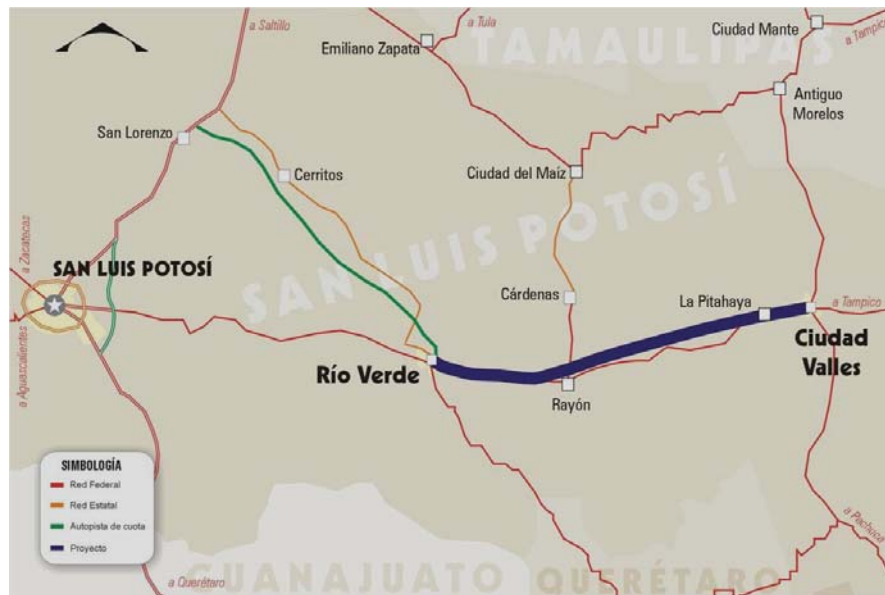 a Saltillo
a Tula
Emiliano Zapata
TAMAULIPAS
Ciudad Mante
a Tampico
Antiguo
Morelos
San Lorenzo
Cerritos
Ciudad del Maíz
SAN LUIS POTOSÍ
a Zacatecas
SAN LUIS POTOSÍ
Cárdenas
La Pitahaya
a Tampico
Ciudad
Valles
a Aguascalientes
Río Verde
Rayón
SIMBOLOGÍA
Red Federal
Red Estatal
Autopista de cuota
Proyecto
a Pachuca
a Querétaro
GUANAJUATO
QUERÉTARO